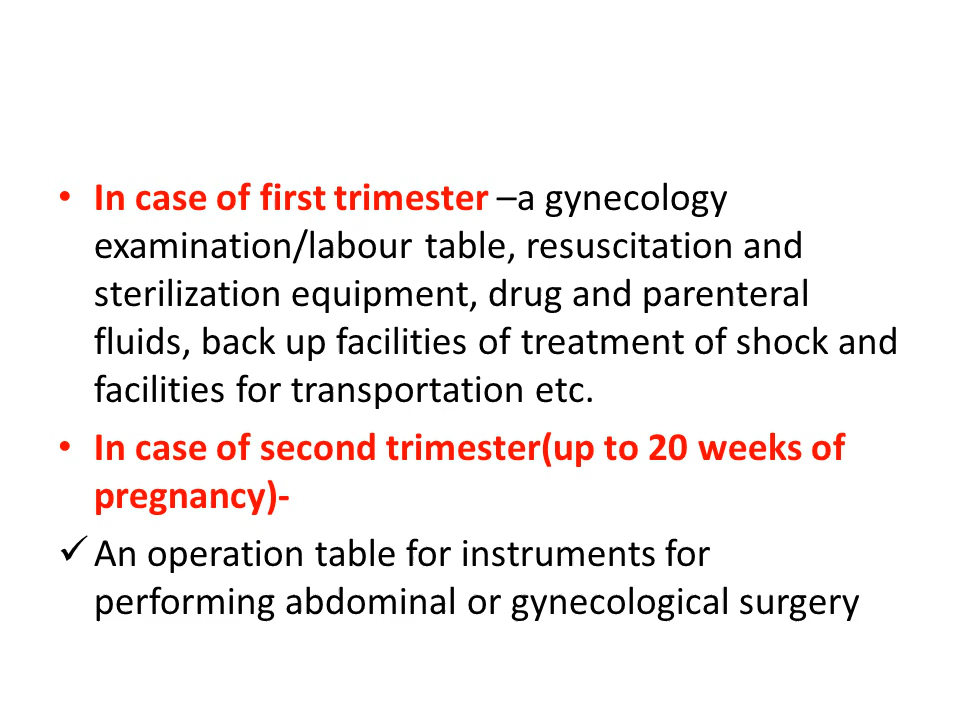 • In case of first trimester –a gynecology
examination/labour table, resuscitation and
sterilization equipment, drug and parenteral
fluids, back up facilities of treatment of shock and
facilities for transportation etc.
• In case of second trimester(up to 20 weeks of
pregnancy)-
✓ An operation table for instruments for
performing abdominal or gynecological surgery